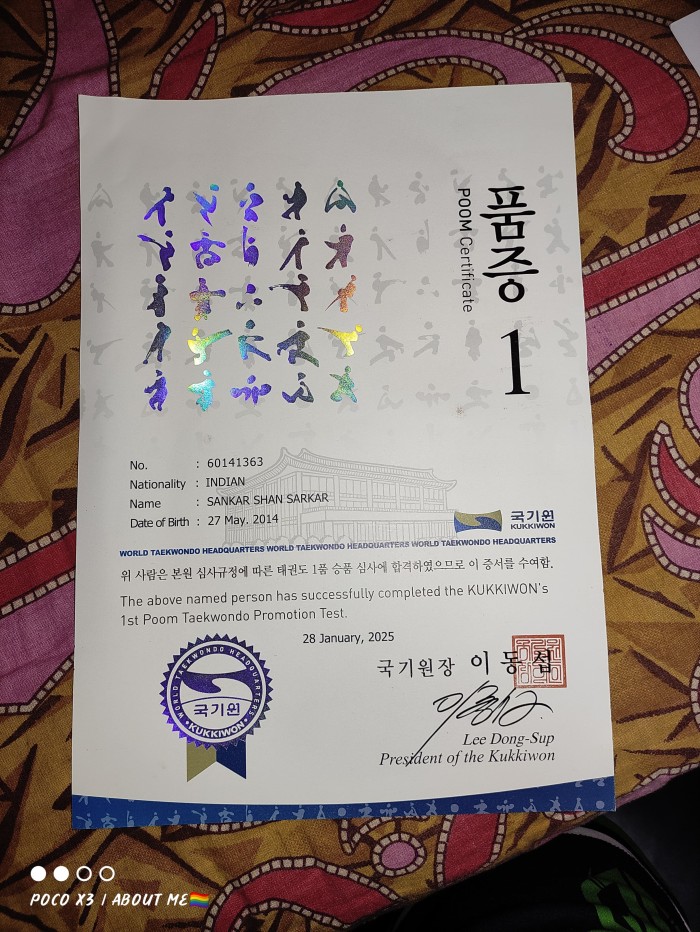 품증 1
POOM Certificate
No. : 60141363
Nationality : INDIAN
Name : SANKAR SHAN SARKAR
Date of Birth : 27 May. 2014
국기원
KUKKIWON
WORLD TAEKWONDO HEADQUARTERS WORLD TAEKWONDO HEADQUARTERS WORLD TAEKWONDO HEADQUARTERS
위 사람은 본원 심사규정에 따른 태권도 1품 승품 심사에 합격하였으므로 이 증서를 수여함.
The above named person has successfully completed the KUKKIWON's
1st Poom Taekwondo Promotion Test.
28 January, 2025
WORLD TAEKWONDO HEADQUARTERS
국기원
•KUKKIWON•
국기원장 이동섭
Lee Dong-Sup
President of the Kukkiwon
POCO X3 | ABOUT ME🏳️‍🌈